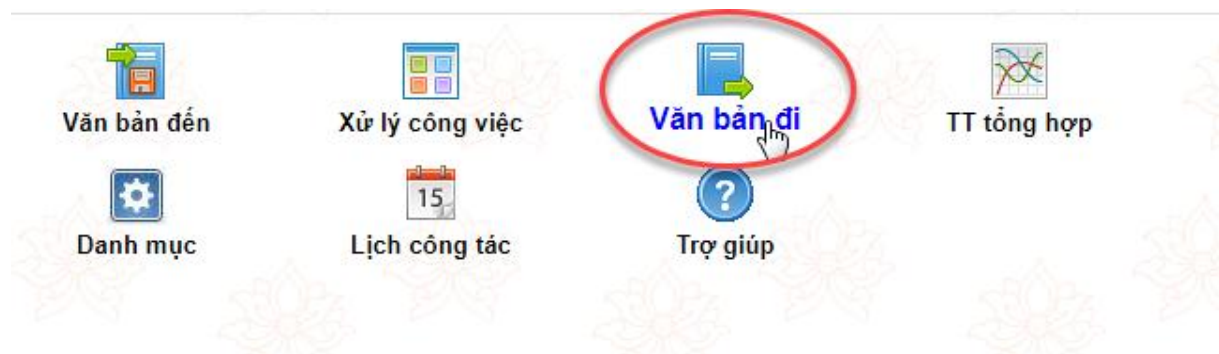 Văn bản đến
Xử lý công việc
Văn bản đi
TT tổng hợp
15
?
Danh mục
Lịch công tác
Trợ giúp